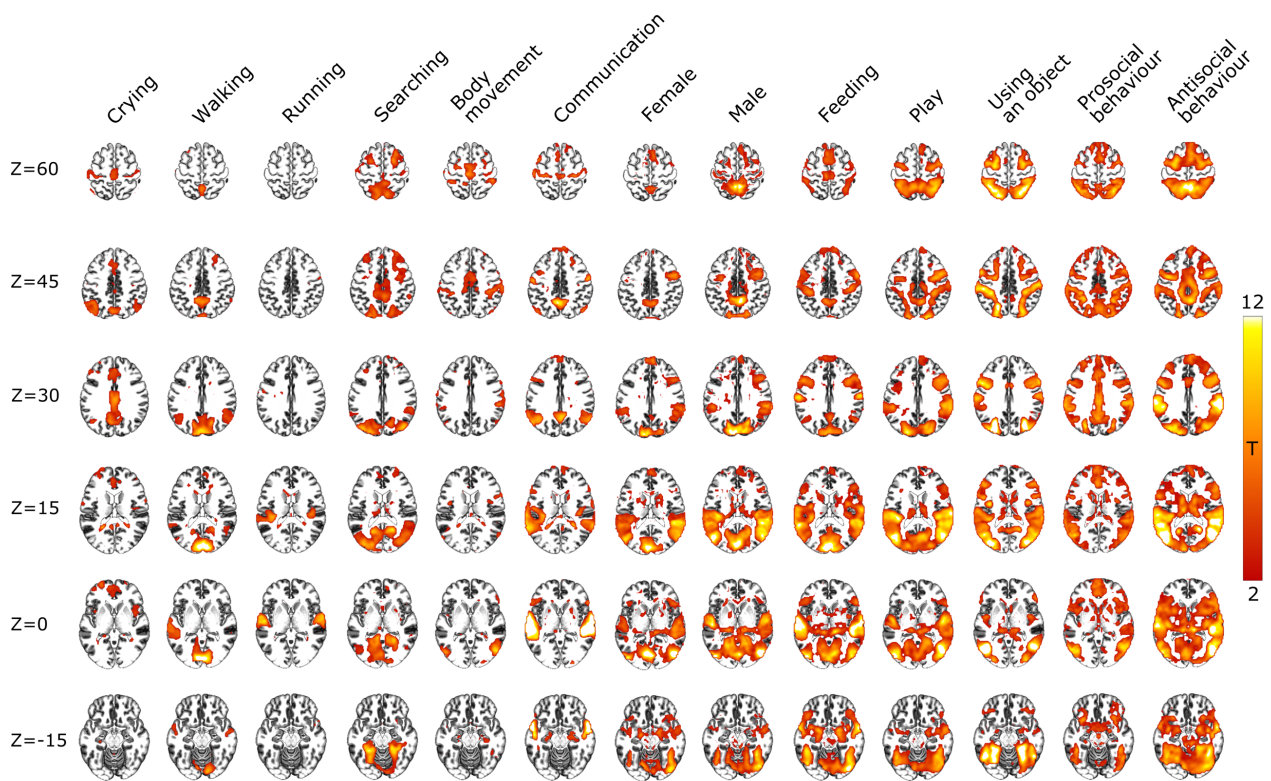 Crying
Walking
Running
Searching
Body
movement
Communication
Female
Male
Feeding
Play
Using
an object
Prosocial
behaviour
Antisocial
behaviour
Z=60
Z=45
12
Z=30
T
Z=15
2
Z=0
Z=-15